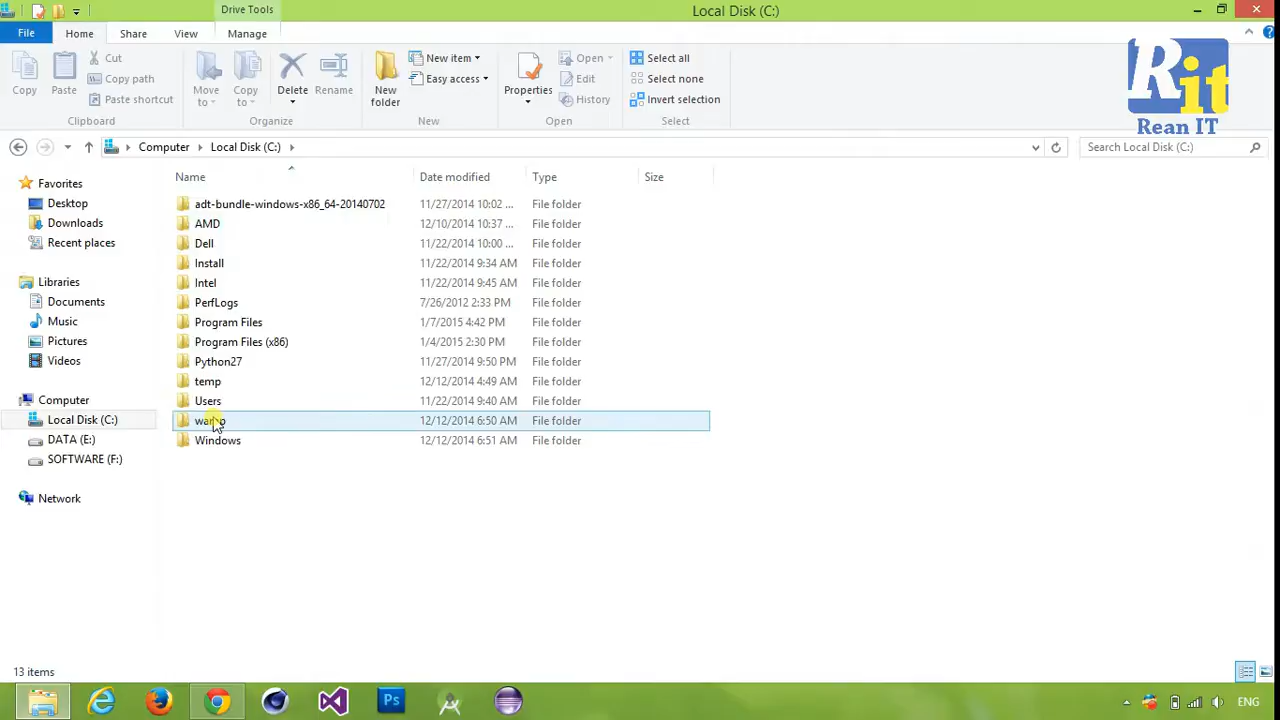 Drive Tools
Local Disk (C:)
File
Home
Share
View
Manage
Copy
Paste
Cut
Copy path
Paste shortcut
Clipboard
Move to
Copy to
Delete
Rename
Organize
New folder
New item
Easy access
New
Properties
Open
Edit
History
Open
Select all
Select none
Invert selection
Select
Rit
Rean IT
Computer
Local Disk (C:)
Search Local Disk (C:)
Name Date modified Type Size
Favorites
Desktop
Downloads
Recent places
Libraries
Documents
Music
Pictures
Videos
Computer
Local Disk (C:)
DATA (E:)
SOFTWARE (F:)
Network
adt-bundle-windows-x86_64-20140702 11/27/2014 10:02 ... File folder
AMD 12/10/2014 10:37 ... File folder
Dell 11/22/2014 10:00 ... File folder
Install 11/22/2014 9:34 AM File folder
Intel 11/22/2014 9:45 AM File folder
PerfLogs 7/26/2012 2:33 PM File folder
Program Files 1/7/2015 4:42 PM File folder
Program Files (x86) 1/4/2015 2:30 PM File folder
Python27 11/27/2014 9:50 PM File folder
temp 12/12/2014 4:49 AM File folder
Users 11/22/2014 9:40 AM File folder
12/12/2014 6:50 AM File folder
Windows 12/12/2014 6:51 AM File folder
13 items
Ps
ENG